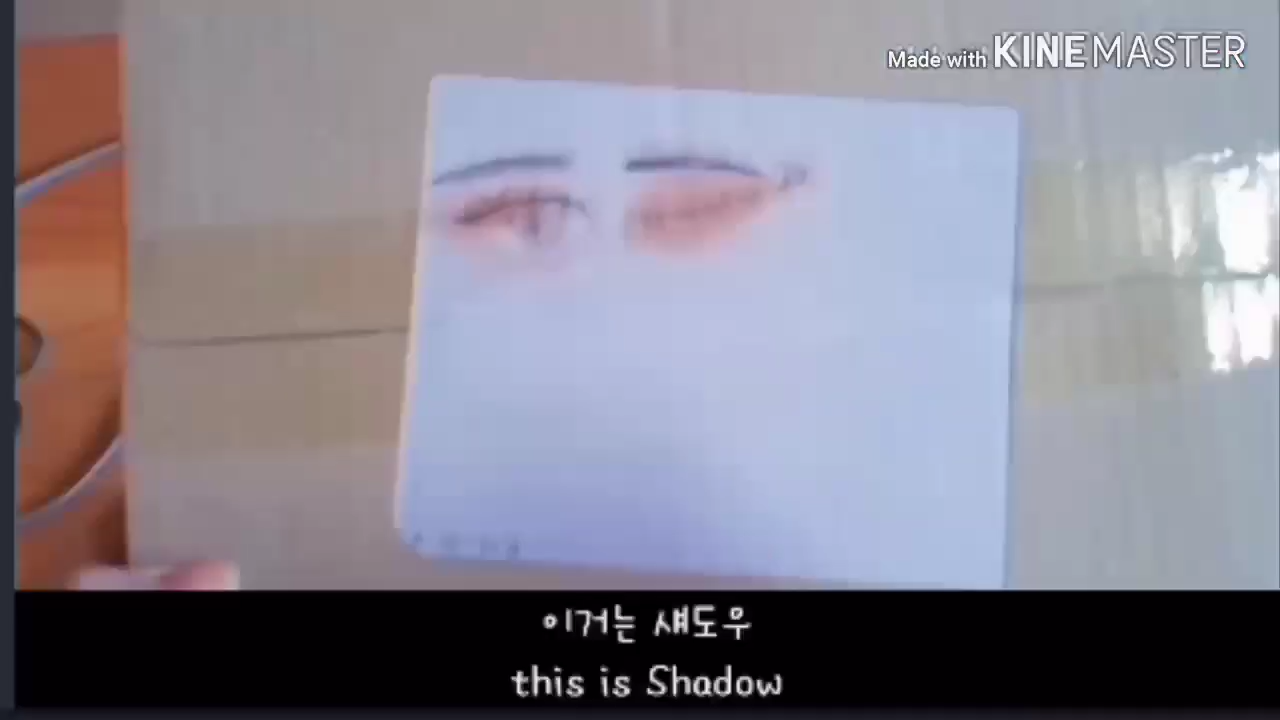 Made with KINEMASTER
이거는 섀도우
this is Shadow